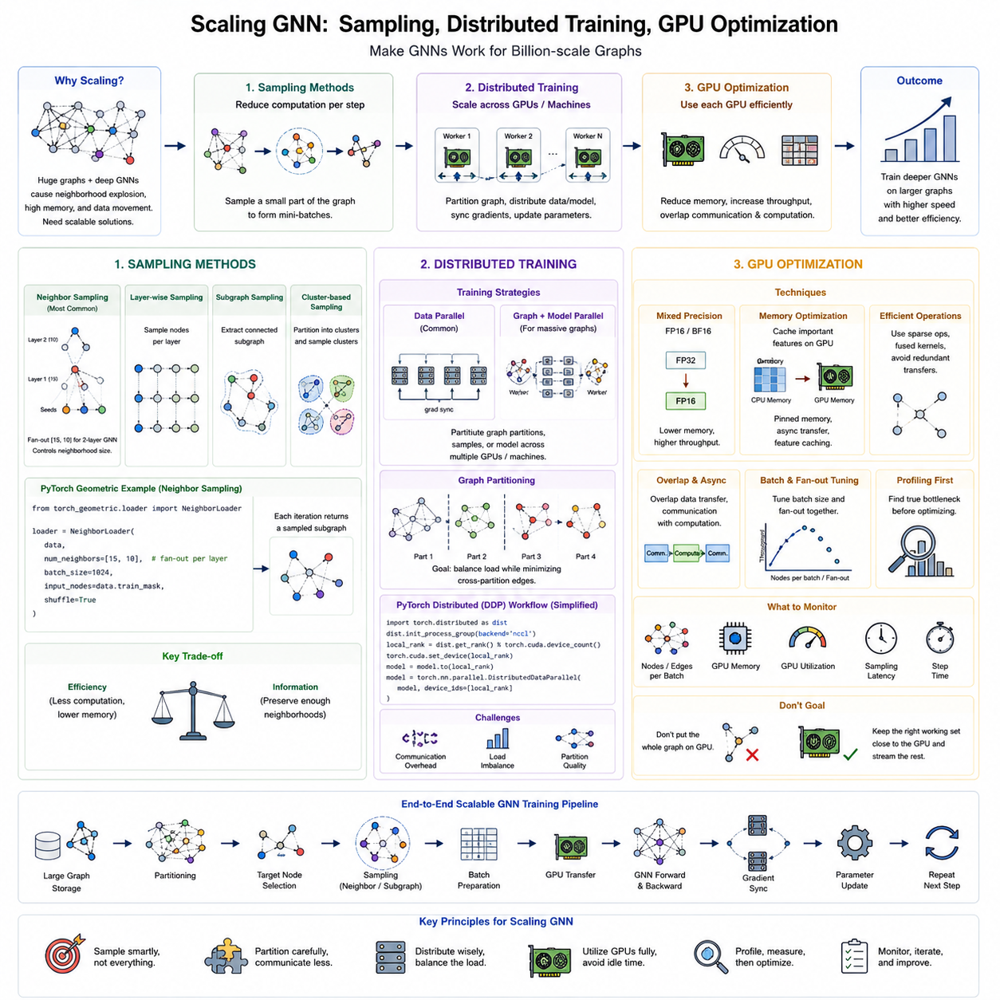 Scaling GNN: Sampling, Distributed Training, GPU Optimization
Make GNNs Work for Billion-scale Graphs
Why Scaling?
Huge graphs + deep GNNs
cause neighborhood explosion,
high memory, and data movement.
Need scalable solutions.
1. Sampling Methods
Reduce computation per step
Sample a small part of the graph
to form mini-batches.
2. Distributed Training
Scale across GPUs / Machines
Worker 1
Worker 2
...
Worker N
Partition graph, distribute data/model,
sync gradients, update parameters.
3. GPU Optimization
Use each GPU efficiently
Reduce memory, increase throughput,
overlap communication & computation.
Outcome
Train deeper GNNs
on larger graphs
with higher speed
and better efficiency.
1. SAMPLING METHODS
Neighbor Sampling
(Most Common)
Layer 2 (10)
Layer 1 (15)
Seeds
Fan-out [15, 10] for 2-layer GNN
Controls neighborhood size.
Layer-wise Sampling
Sample nodes
per layer
Subgraph Sampling
Extract connected
subgraph
Cluster-based
Sampling
Partition into clusters
and sample clusters
PyTorch Geometric Example (Neighbor Sampling)
from torch_geometric.loader import NeighborLoader
loader = NeighborLoader(
data,
num_neighbors=[15, 10], # fan-out per layer
batch_size=1024,
input_nodes=data.train_mask,
shuffle=True
)
Each iteration returns
a sampled subgraph
Key Trade-off
Efficiency
(Less computation,
lower memory)
Information
(Preserve enough
neighborhoods)
2. DISTRIBUTED TRAINING
Training Strategies
Data Parallel
(Common)
grad sync
Graph + Model Parallel
(For massive graphs)
Worker
Partitiute graph partitions,
samples, or model across
multiple GPUs / machines.
Graph Partitioning
Part 1
Part 2
Part 3
Part 4
Goal: balance load while minimizing
cross-partition edges.
PyTorch Distributed (DDP) Workflow (Simplified)
import torch.distributed as dist
dist.init_process_group(backend='nccl')
local_rank = dist.get_rank() % torch.cuda.device_count()
torch.cuda.set_device(local_rank)
model = model.to(local_rank)
model = torch.nn.parallel.DistributedDataParallel(
model, device_ids=[local_rank]
)
Challenges
Communication
Overhead
Load
Imbalance
Partition
Quality
3. GPU OPTIMIZATION
Techniques
Mixed Precision
FP16 / BF16
FP32
FP16
Lower memory,
higher throughput.
Memory Optimization
Cache important
features on GPU
CPU Memory
GPU Memory
Pinned memory,
async transfer,
feature caching.
Efficient Operations
Use sparse ops,
fused kernels,
avoid redundant
transfers.
Overlap & Async
Overlap data transfer,
communication
with computation.
Comm.
Compute
Comm.
Batch & Fan-out Tuning
Tune batch size and
fan-out together.
Nodes per batch / Fan-out
Profiling First
Find true bottleneck
before optimizing.
What to Monitor
Nodes / Edges
per Batch
GPU Memory
GPU Utilization
Sampling
Latency
Step
Time
Don't Goal
Don't put the
whole graph on GPU.
Keep the right working set
close to the GPU and
stream the rest.
End-to-End Scalable GNN Training Pipeline
Large Graph
Storage
Partitioning
Target Node
Selection
Sampling
(Neighbor / Subgraph)
Batch
Preparation
GPU Transfer
GNN Forward
& Backward
Gradient
Sync
Parameter
Update
Repeat
Next Step
Key Principles for Scaling GNN
Sample smartly,
not everything.
Partition carefully,
communicate less.
Distribute wisely,
balance the load.
Utilize GPUs fully,
avoid idle time.
Profile, measure,
then optimize.
Monitor, iterate,
and improve.